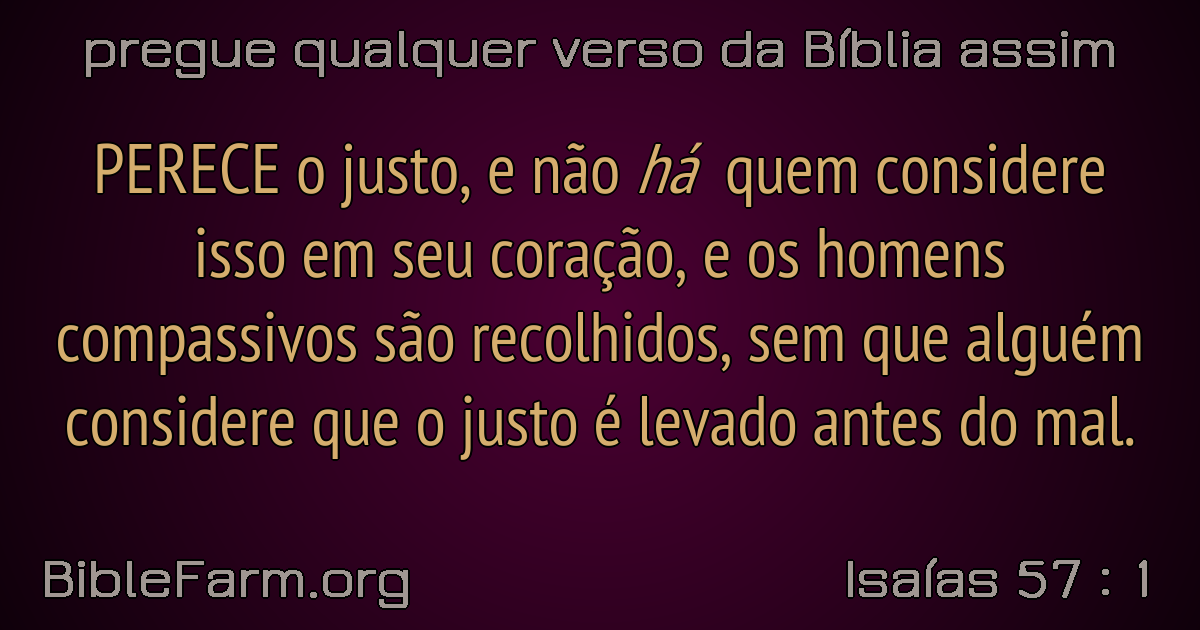 pregue qualquer verso da Bíblia assim
PERECE o justo, e não há quem considere
isso em seu coração, e os homens
compassivos são recolhidos, sem que alguém
considere que o justo é levado antes do mal.
BibleFarm.org
Isaías 57 : 1